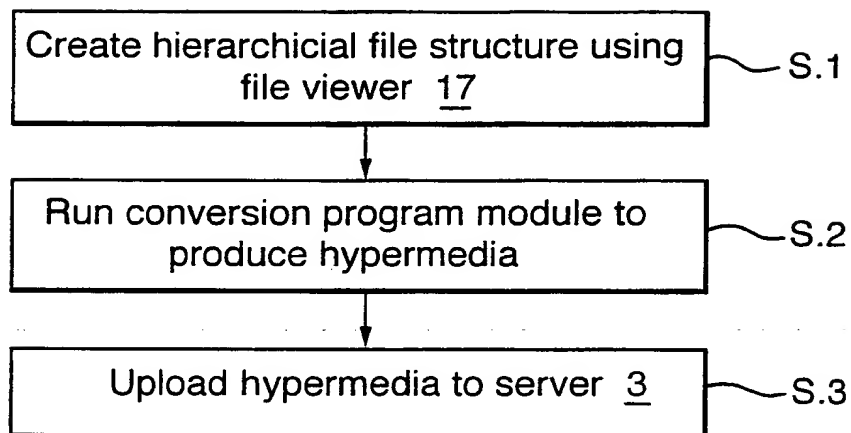 Create hierarchicial file structure using
file viewer 17
S.1
Run conversion program module to
produce hypermedia
S.2
Upload hypermedia to server 3
S.3